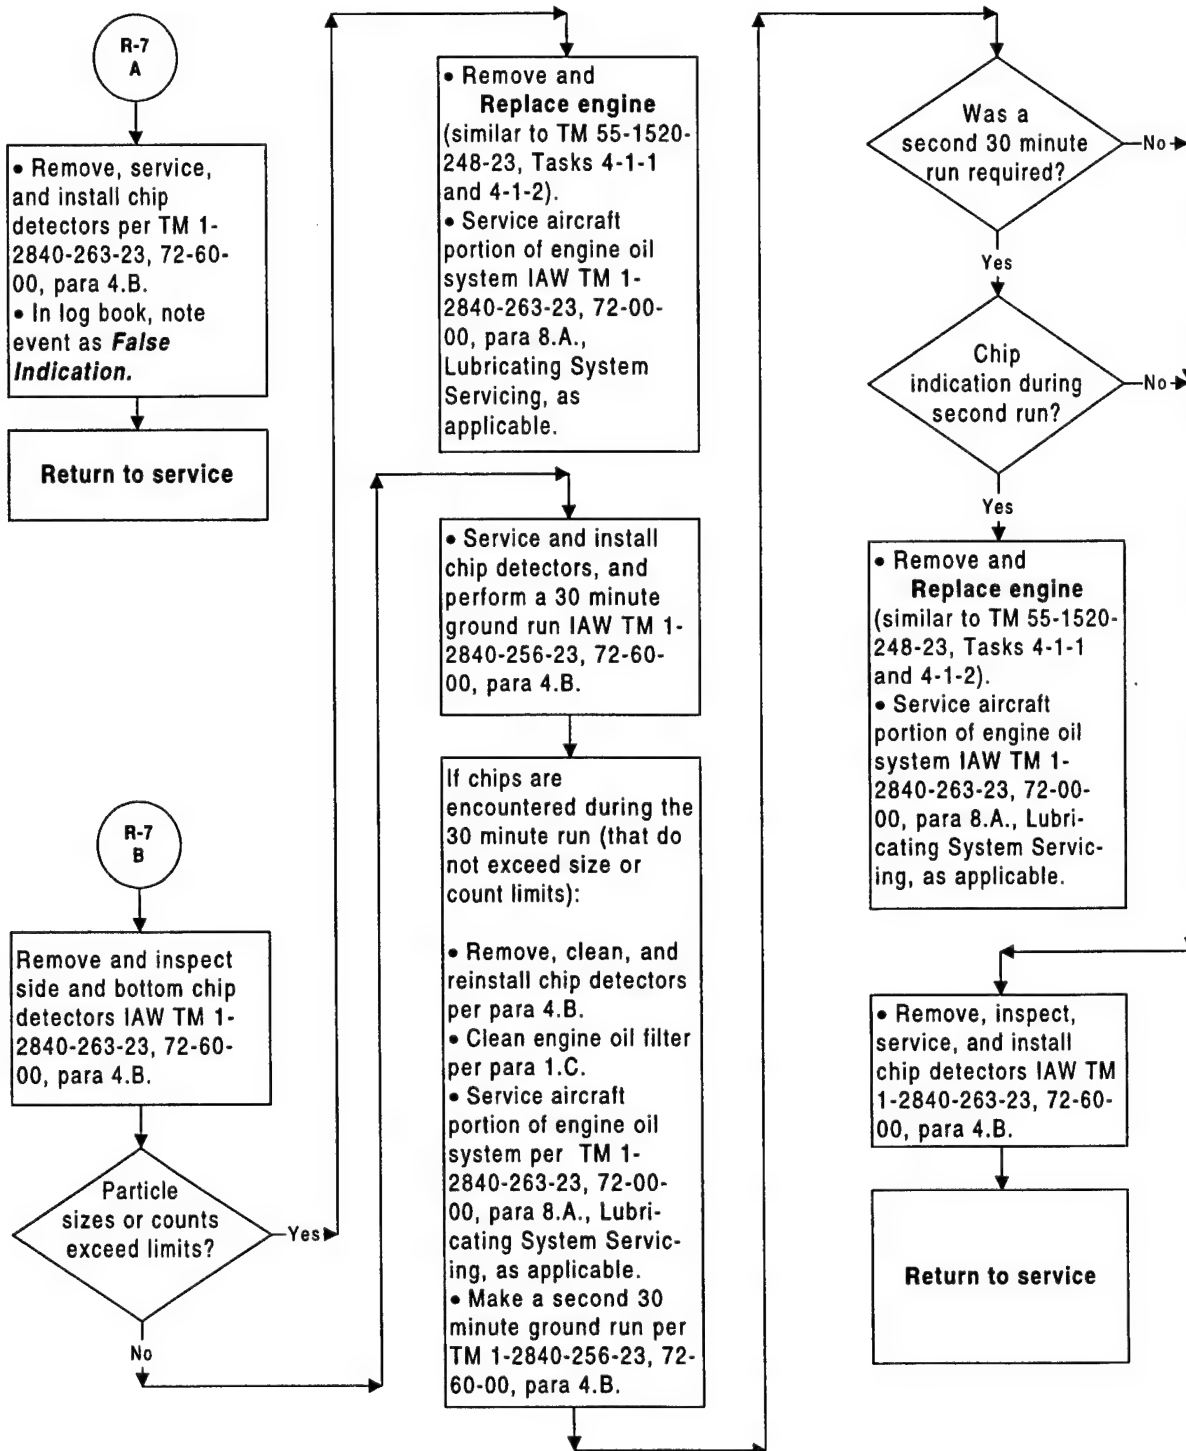 R-7
A
• Remove, service,
and install chip
detectors per TM 1-
2840-263-23, 72-60-
00, para 4.B.
• In log book, note
event as False
Indication.
Return to service
R-7
B
Remove and inspect
side and bottom chip
detectors IAW TM 1-
2840-263-23, 72-60-
00, para 4.B.
Particle
sizes or counts
exceed limits?
Yes
No
• Remove and
Replace engine
(similar to TM 55-1520-
248-23, Tasks 4-1-1
and 4-1-2).
• Service aircraft
portion of engine oil
system IAW TM 1-
2840-263-23, 72-00-
00, para 8.A.,
Lubricating System
Servicing, as
applicable.
• Service and install
chip detectors, and
perform a 30 minute
ground run IAW TM 1-
2840-256-23, 72-60-
00, para 4.B.
If chips are
encountered during the
30 minute run (that do
not exceed size or
count limits):
• Remove, clean, and
reinstall chip detectors
per para 4.B.
• Clean engine oil filter
per para 1.C.
• Service aircraft
portion of engine oil
system per TM 1-
2840-263-23, 72-00-
00, para 8.A., Lubri-
cating System Servic-
ing, as applicable.
• Make a second 30
minute ground run per
TM 1-2840-256-23, 72-
60-00, para 4.B.
Was a
second 30 minute
run required?
No
Yes
Chip
indication during
second run?
No
Yes
• Remove and
Replace engine
(similar to TM 55-1520-
248-23, Tasks 4-1-1
and 4-1-2).
• Service aircraft
portion of engine oil
system IAW TM 1-
2840-263-23, 72-00-
00, para 8.A., Lubri-
cating System Servic-
ing, as applicable.
• Remove, inspect,
service, and install
chip detectors IAW TM
1-2840-263-23, 72-60-
00, para 4.B.
Return to service